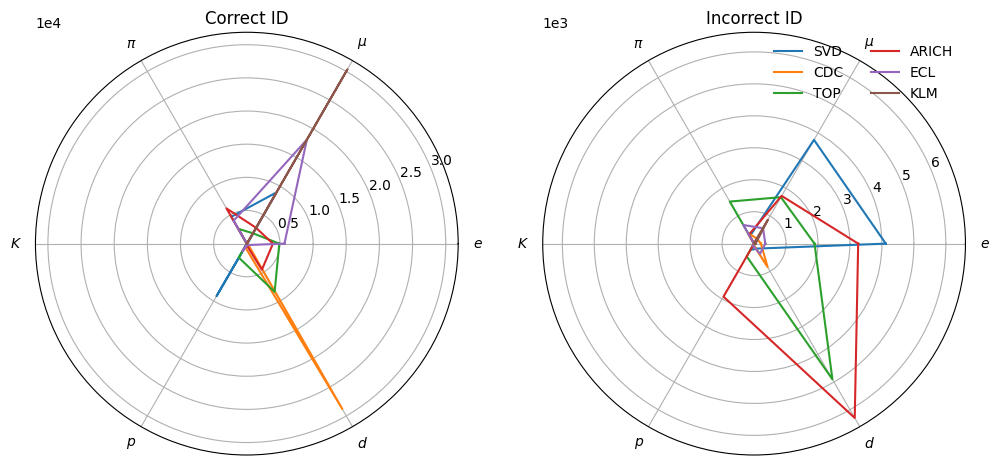 Correct ID
1e4
e
μ
π
K
p
d
0.5
1.0
1.5
2.0
2.5
3.0
Incorrect ID
1e3
e
μ
π
K
p
d
1
2
3
4
5
6
SVD
CDC
TOP
ARICH
ECL
KLM